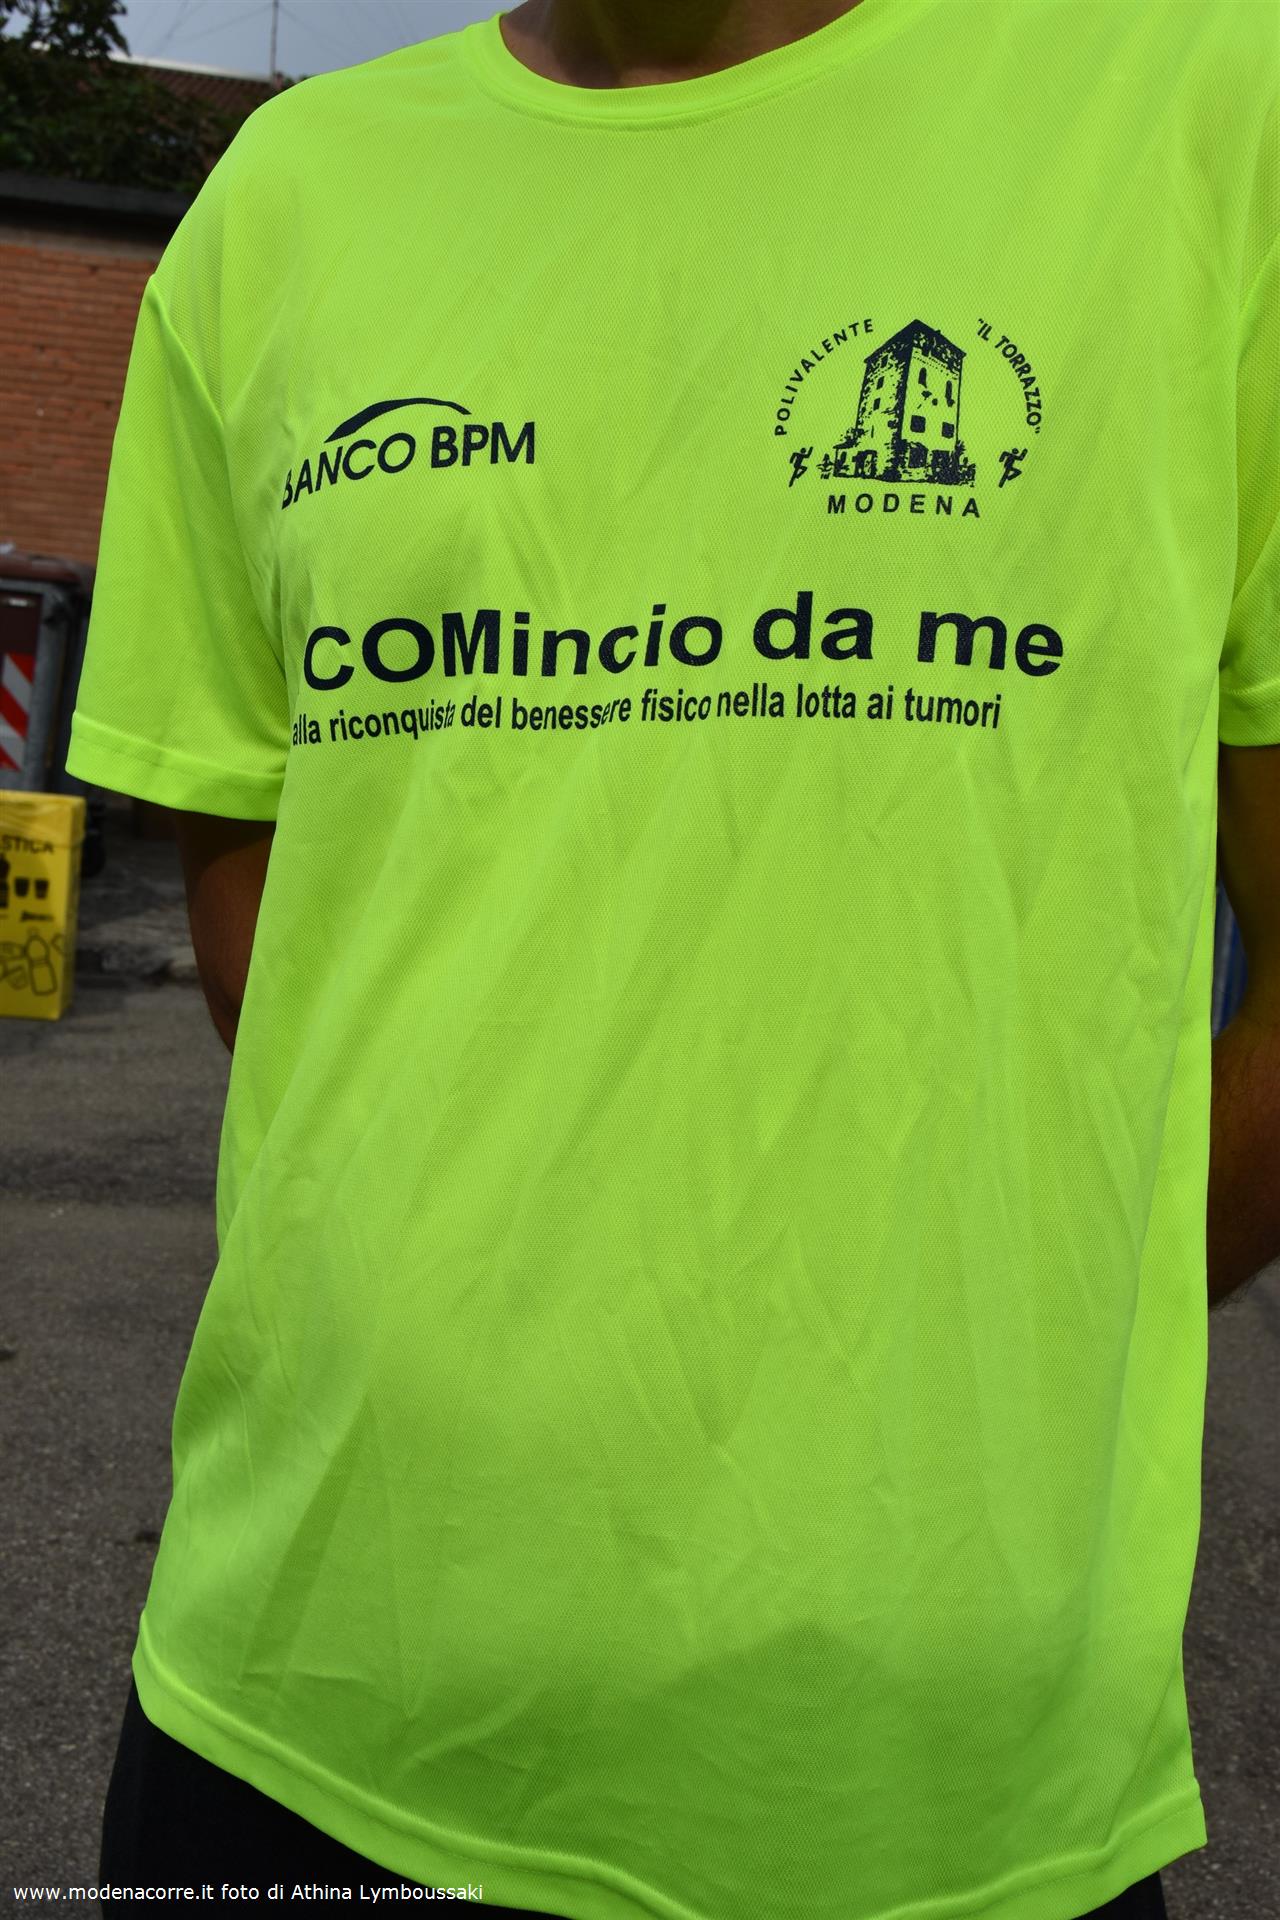 POLIVALENTE "IL TORRAZZO"
BANCO BPM
MODENA
COMincio da me
alla riconquista del benessere fisico nella lotta ai tumori
www.modenacorre.it foto di Athina Lymboussaki